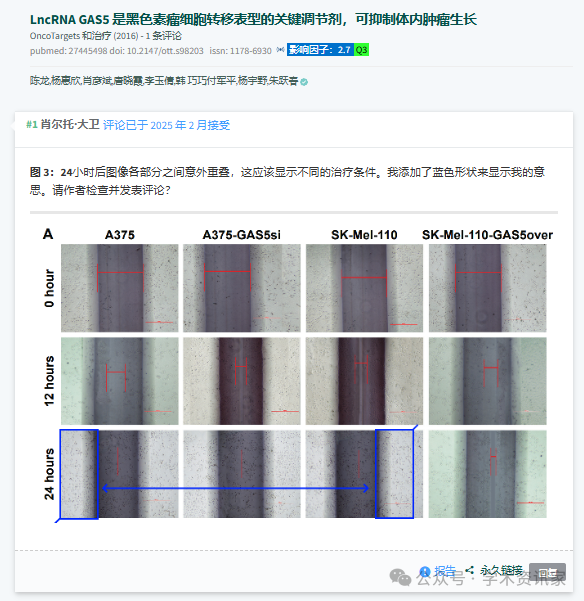 LncRNA GAS5 是黑色素瘤细胞转移表型的关键调节剂，可抑制体内肿瘤生长
OncoTargets 和治疗 (2016) - 1 条评论
pubmed: 27445498 doi: 10.2147/ott.s98203 issn: 1178-6930 影响因子：2.7 Q3
陈龙,杨惠欣,肖彦斌,唐晓霞,李玉倩,韩 巧巧付军平,杨宇野,朱跃春
#1 肖尔托·大卫 评论已于 2025 年 2 月接受
图 3：24小时后图像各部分之间意外重叠，这应该显示不同的治疗条件。我添加了蓝色形状来显示我的意
思。请作者检查并发表评论？
A
A375 A375-GAS5si SK-Mel-110 SK-Mel-110-GAS5over
0 hour
12 hours
24 hours
报告 永久链接
公众号 · 学术资讯家